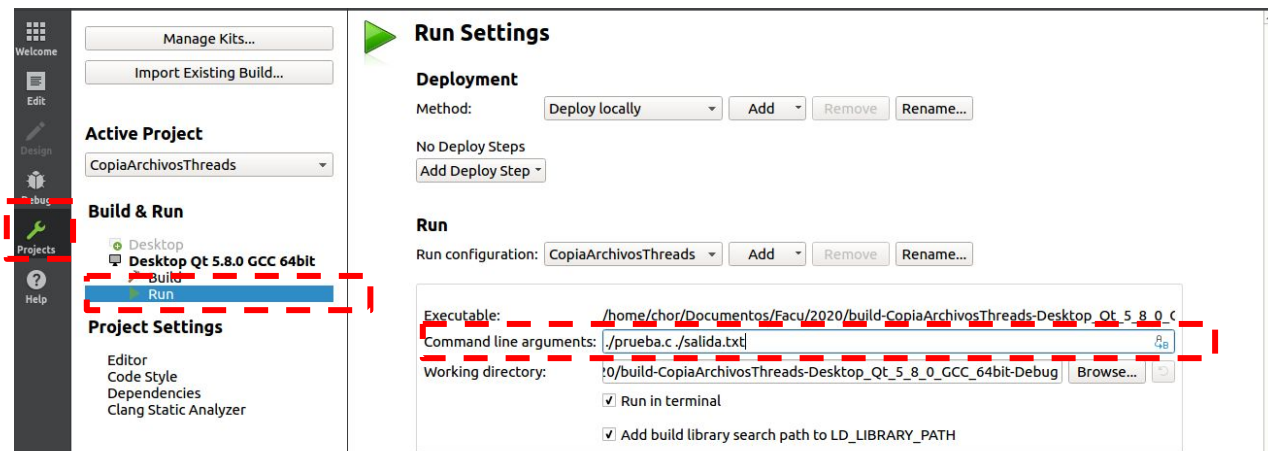 Welcome
Edit
Design
Debug
Projects
Help
Manage Kits...
Import Existing Build...
Active Project
CopiaArchivosThreads
Build & Run
Desktop
Desktop Qt 5.8.0 GCC 64bit
Build
Run
Project Settings
Editor
Code Style
Dependencies
Clang Static Analyzer
Run Settings
Deployment
Method: Deploy locally Add Remove Rename...
No Deploy Steps
Add Deploy Step
Run
Run configuration: CopiaArchivosThreads Add Remove Rename...
Executable: /home/chor/Documentos/Facu/2020/build-CopiaArchivosThreads-Desktop_Qt_5_8_0_
Command line arguments: ./prueba.c ./salida.txt
Working directory: 20/build-CopiaArchivosThreads-Desktop_Qt_5_8_0_GCC_64bit-Debug Browse...
Run in terminal
Add build library search path to LD_LIBRARY_PATH